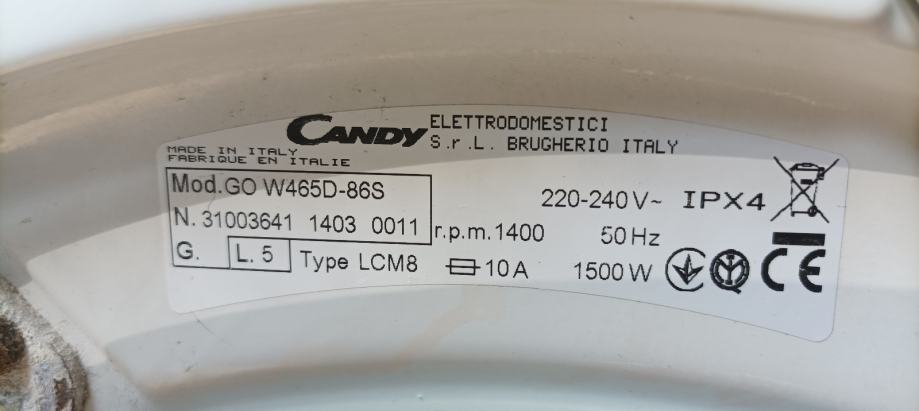 CANDY ELETTRODOMESTICI
S.r.L. BRUGHERIO ITALY
MADE IN ITALY
FABRIQUE EN ITALIE
Mod.GO W465D-86S
N. 31003641 1403 0011
G. L. 5 Type LCM8
r.p.m.1400
10A
220-240V~ IPX4
50Hz
1500W CE